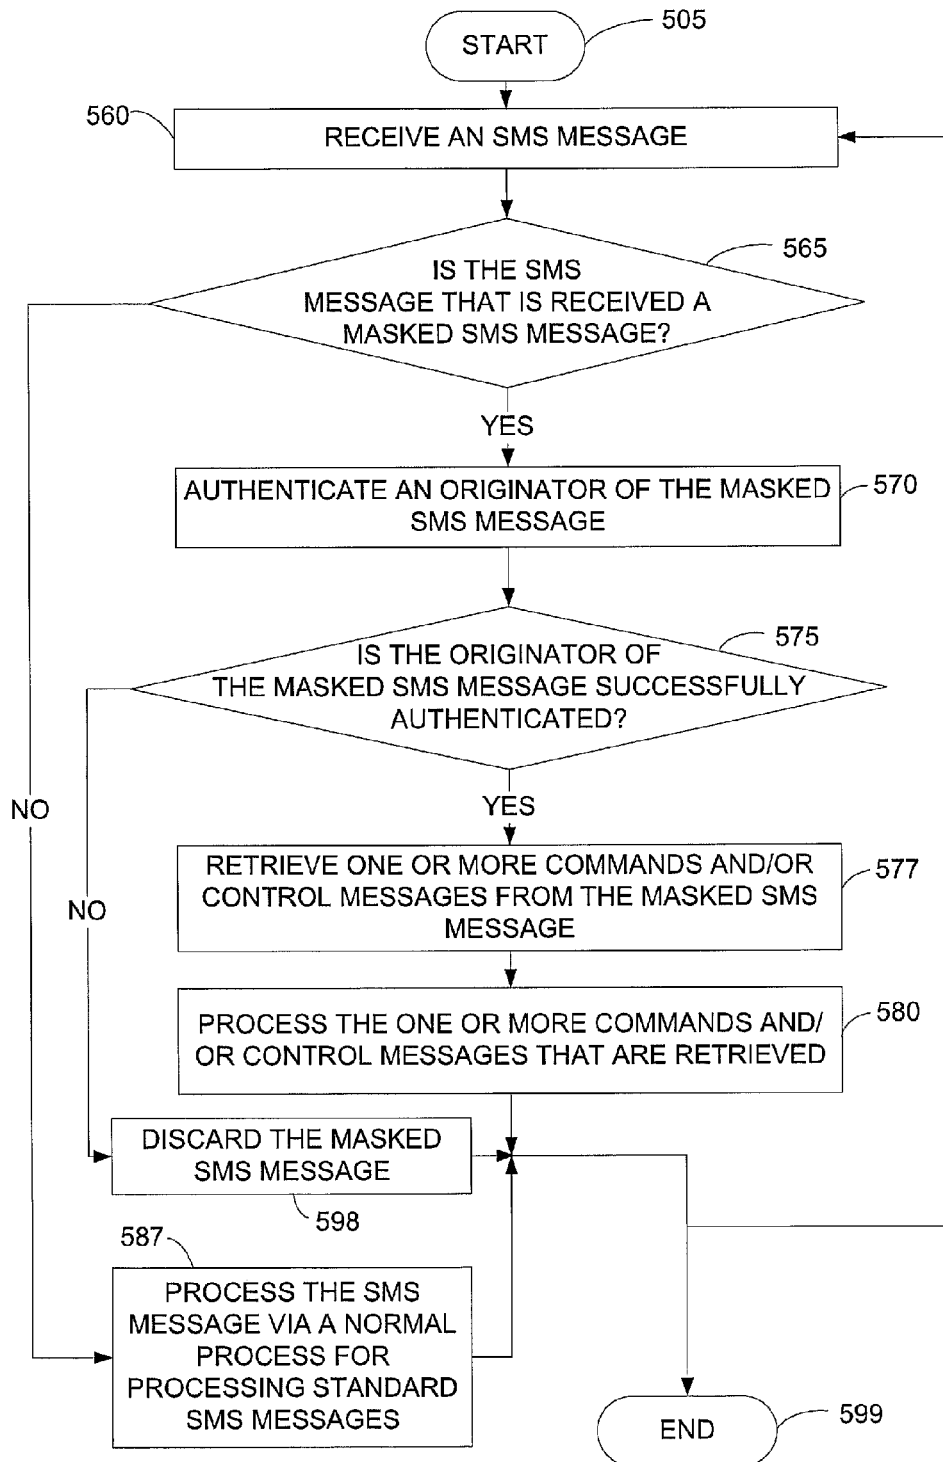 START
505
560
RECEIVE AN SMS MESSAGE
565
IS THE SMS
MESSAGE THAT IS RECEIVED A
MASKED SMS MESSAGE?
YES
AUTHENTICATE AN ORIGINATOR OF THE MASKED
SMS MESSAGE
570
575
IS THE ORIGINATOR OF
THE MASKED SMS MESSAGE SUCCESSFULLY
AUTHENTICATED?
NO
YES
RETRIEVE ONE OR MORE COMMANDS AND/OR
CONTROL MESSAGES FROM THE MASKED SMS
MESSAGE
577
NO
PROCESS THE ONE OR MORE COMMANDS AND/
OR CONTROL MESSAGES THAT ARE RETRIEVED
580
DISCARD THE MASKED
SMS MESSAGE
598
587
PROCESS THE SMS
MESSAGE VIA A NORMAL
PROCESS FOR
PROCESSING STANDARD
SMS MESSAGES
END
599